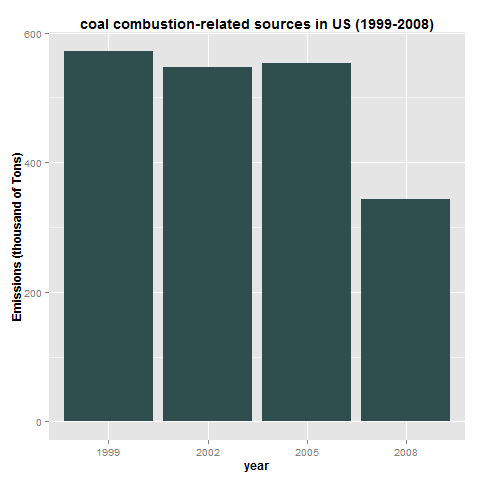 coal combustion-related sources in US (1999-2008)
Emissions (thousand of Tons)
600
400
200
0
1999 2002 2005 2008
year